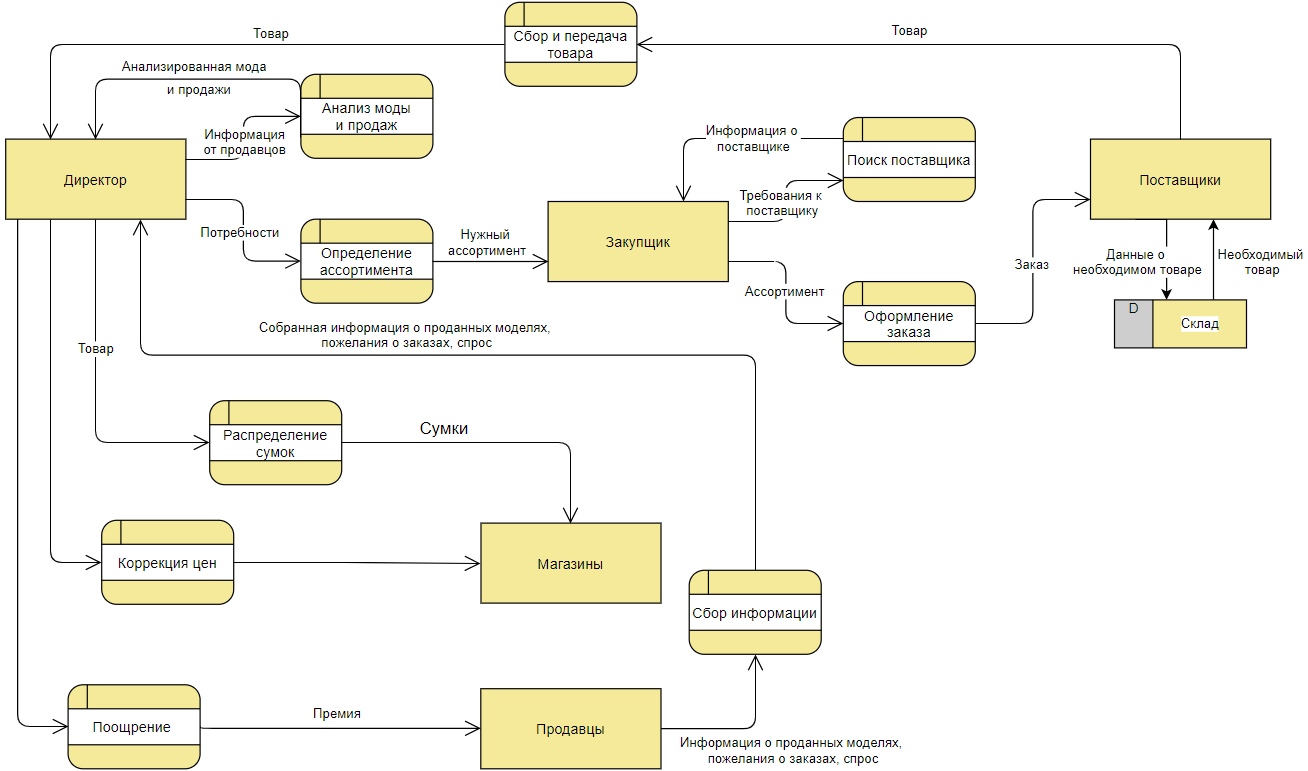 Товар
Сбор и передача
товара
Товар
Анализированная мода
и продажи
Анализ моды
и продаж
Информация
от продавцов
Информация о
поставщике
Поиск поставщика
Директор
Поставщики
Требования к
поставщику
Потребности
Определение
ассортимента
Нужный
ассортимент
Закупщик
Ассортимент
Оформление
заказа
Заказ
Данные о
необходимом товаре
Необходимый
товар
D
Склад
Собранная информация о проданных моделях,
пожелания о заказах, спрос
Товар
Распределение
сумок
Сумки
Коррекция цен
Магазины
Сбор информации
Поощрение
Премия
Продавцы
Информация о проданных моделях,
пожелания о заказах, спрос